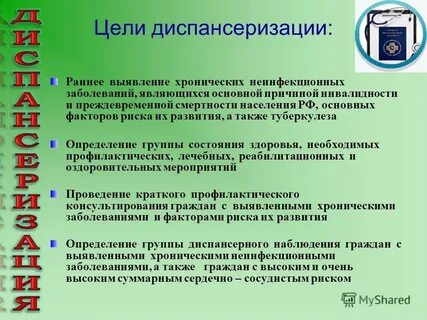 Цели диспансеризации:
ДИСПАНСЕРИЗАЦИЯ
Раннее выявление хронических неинфекционных
заболеваний, являющихся основной причиной инвалидности
и преждевременной смертности населения РФ, основных
факторов риска их развития, а также туберкулеза
Определение группы состояния здоровья, необходимых
профилактических, лечебных, реабилитационных и
оздоровительных мероприятий
Проведение краткого профилактического
консультирования граждан с выявленными хроническими
заболеваниями и факторами риска их развития
Определение группы диспансерного наблюдения граждан с
выявленными хроническими неинфекционными
заболеваниями, а также граждан с высоким и очень
высоким суммарным сердечно – сосудистым риском
MyShared